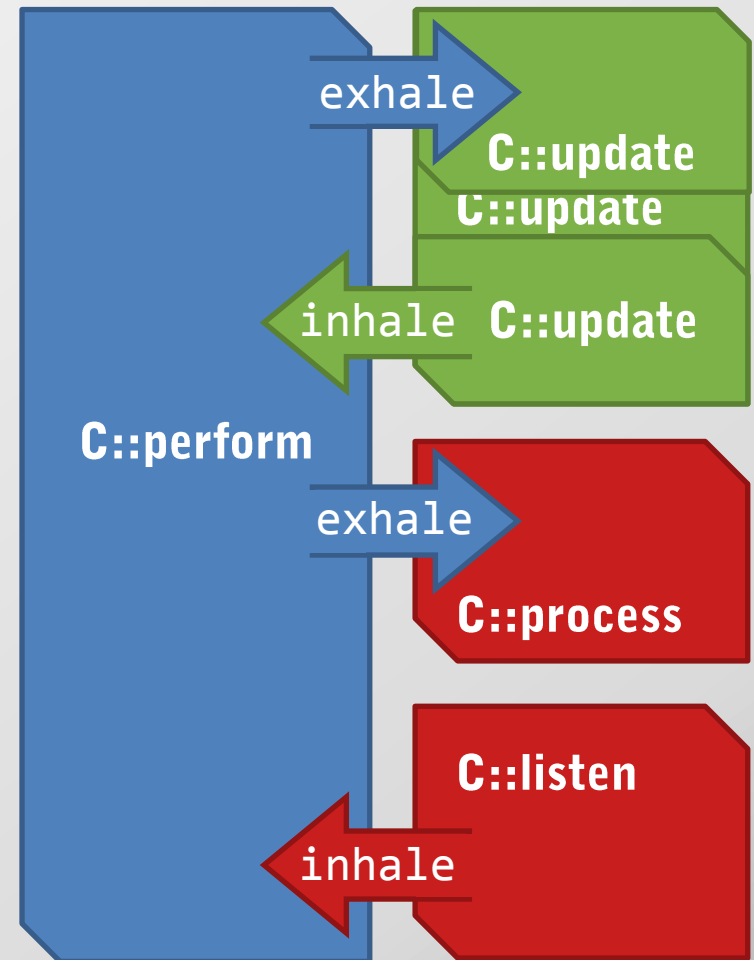 exhale
C::update
C::update
inhale
C::update
C::perform
exhale
C::process
C::listen
inhale